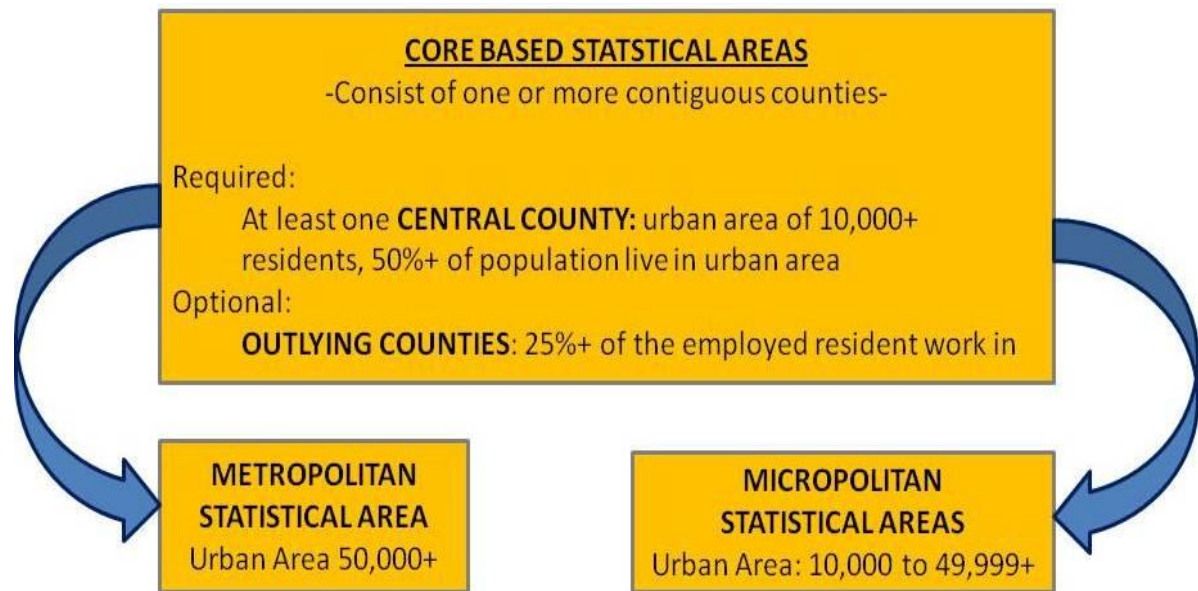 CORE BASED STATSTICAL AREAS
-Consist of one or more contiguous counties-
Required:
At least one CENTRAL COUNTY: urban area of 10,000+
residents, 50%+ of population live in urban area
Optional:
OUTLYING COUNTIES: 25%+ of the employed resident work in
METROPOLITAN
STATISTICAL AREA
Urban Area 50,000+
MICROPOLITAN
STATISTICAL AREAS
Urban Area: 10,000 to 49,999+